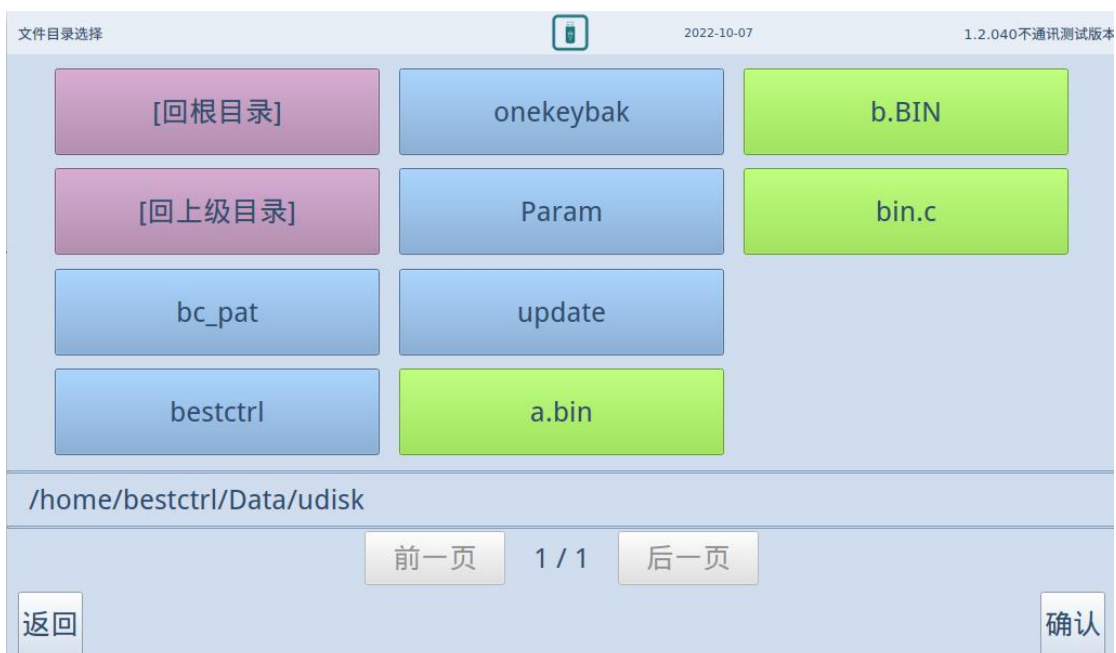 文件目录选择 2022-10-07 1.2.040不通讯测试版本
[回根目录] onekeybak b.BIN
[回上级目录] Param bin.c
bc_pat update
bestctrl a.bin
/home/bestctrl/Data/udisk
前一页 1 / 1 后一页
返回 确认